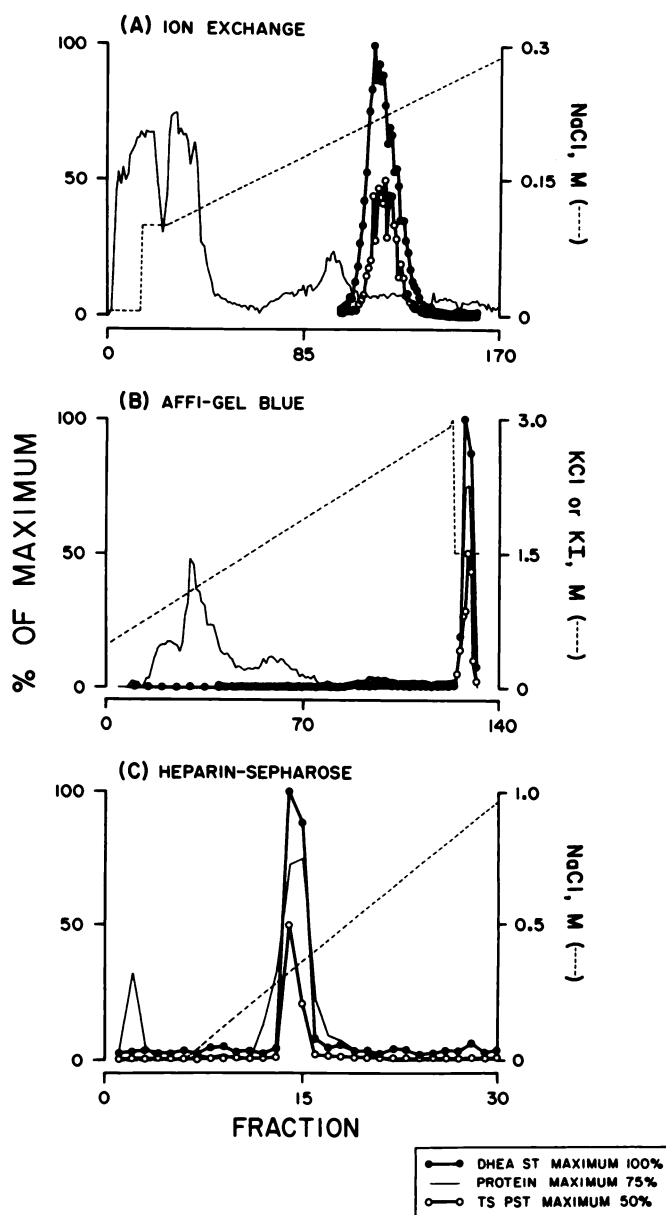 (A) ION EXCHANGE
100
50
0
0.3
0.15
0
NaCl, M (---)
0
85
170
(B) AFFI-GEL BLUE
100
50
0
3.0
1.5
0
KCl or KI, M (---)
0
70
140
% OF MAXIMUM
(C) HEPARIN-SEPHAROSE
100
50
0
1.0
0.5
0
NaCl, M (---)
0
15
30
FRACTION
DHEA ST MAXIMUM 100%
PROTEIN MAXIMUM 75%
TS PST MAXIMUM 50%